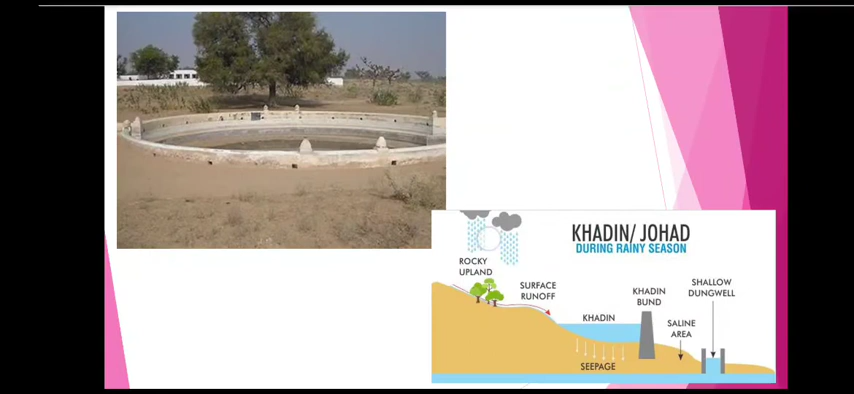 KHADIN/ JOHAD
DURING RAINY SEASON
ROCKY
UPLAND
SURFACE
RUNOFF
KHADIN
KHADIN
BUND
SALINE
AREA
SHALLOW
DUNGWELL
SEEPAGE